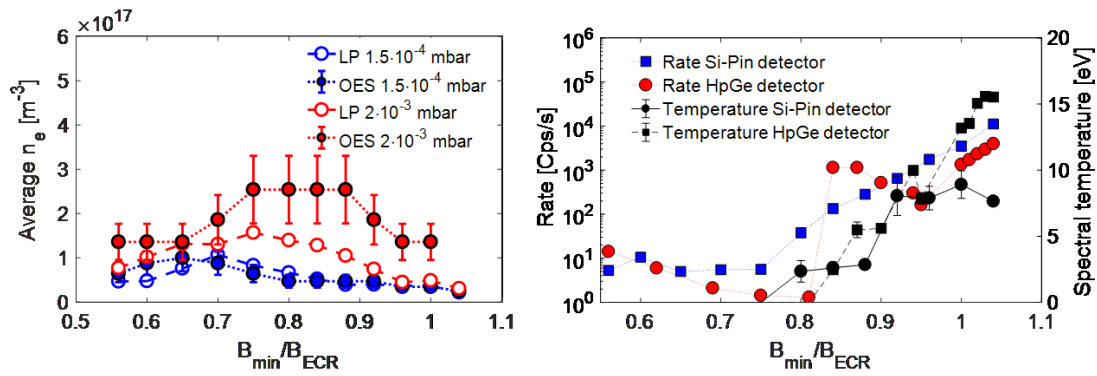 ×10^17
6
5
4
3
2
1
0
Average n_e [m^-3]
LP 1.5·10^-4 mbar
OES 1.5·10^-4 mbar
LP 2·10^-3 mbar
OES 2·10^-3 mbar
0.5 0.6 0.7 0.8 0.9 1 1.1
B_min/B_ECR
10^6
10^5
10^4
10^3
10^2
10^1
10^0
Rate [Cps/s]
Rate Si-Pin detector
Rate HpGe detector
Temperature Si-Pin detector
Temperature HpGe detector
20
15
10
5
0
Spectral temperature [eV]
0.6 0.7 0.8 0.9 1 1.1
B_min/B_ECR